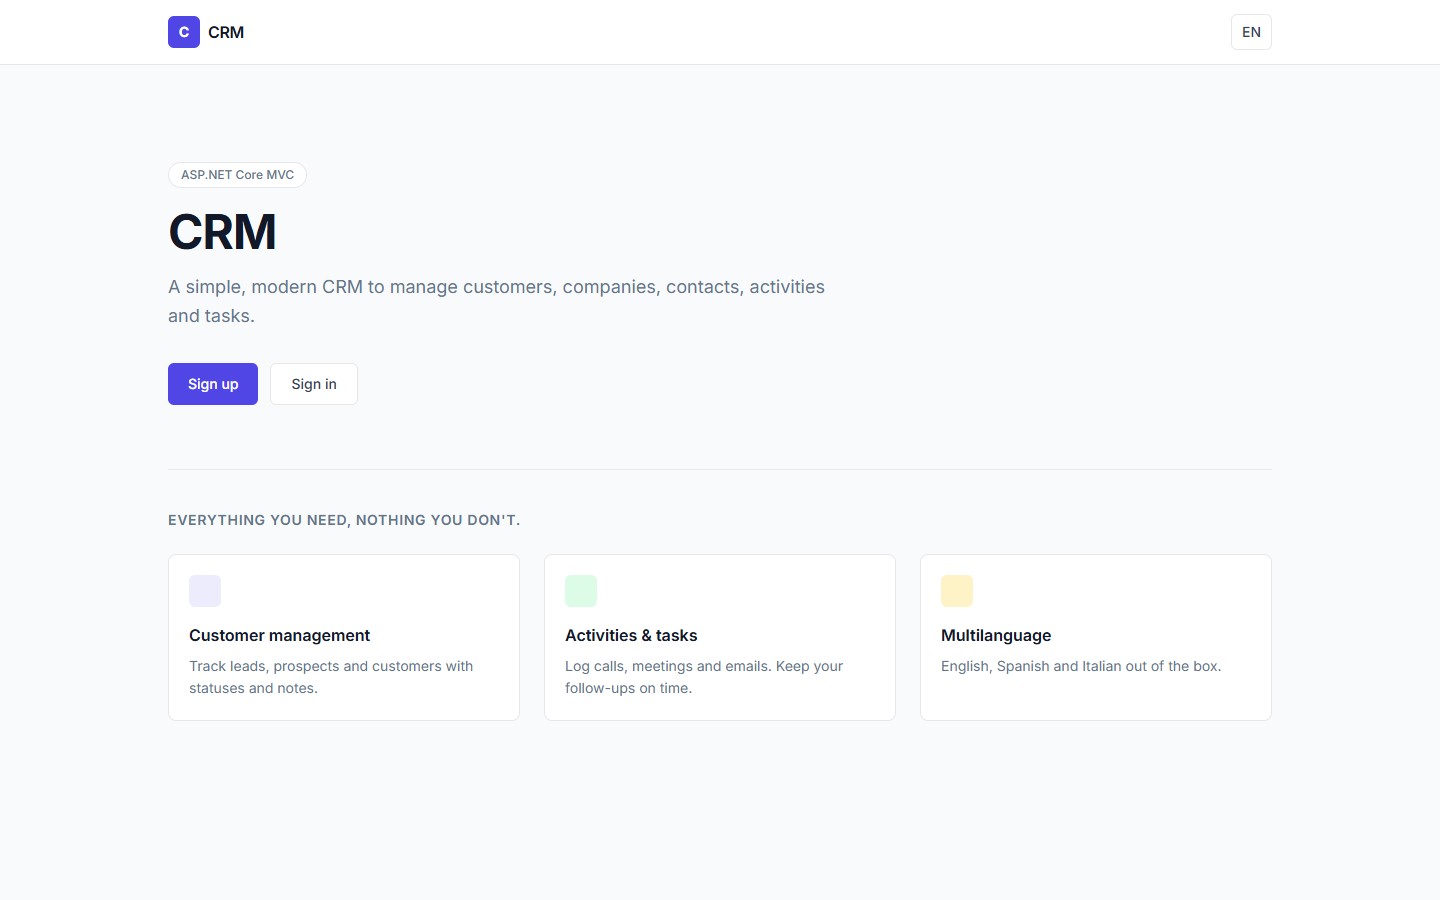 C CRM
EN
ASP.NET Core MVC
CRM
A simple, modern CRM to manage customers, companies, contacts, activities
and tasks.
Sign up
Sign in
EVERYTHING YOU NEED, NOTHING YOU DON'T.
Customer management
Track leads, prospects and customers with
statuses and notes.
Activities & tasks
Log calls, meetings and emails. Keep your
follow-ups on time.
Multilanguage
English, Spanish and Italian out of the box.